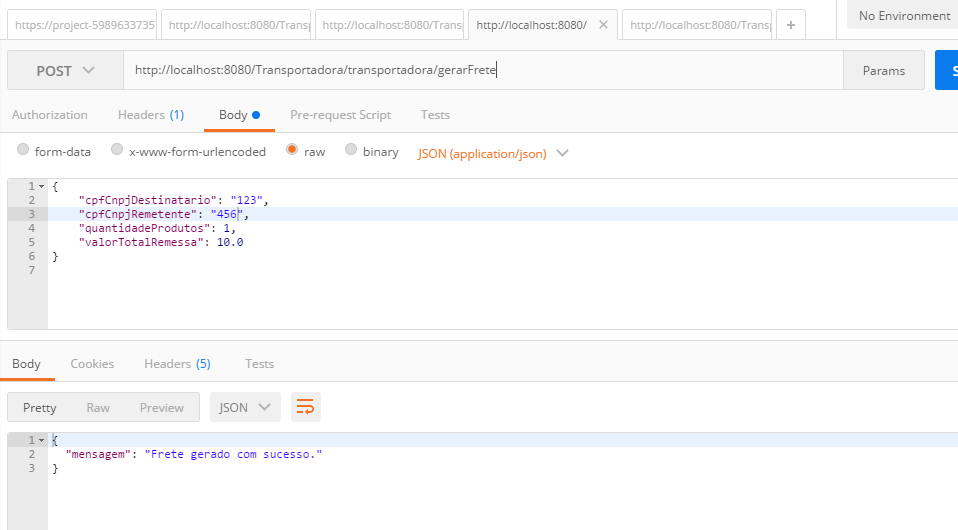 https://project-5989633735 http://localhost:8080/Transp http://localhost:8080/Trans http://localhost:8080/ × http://localhost:8080/Transp + No Environment
POST http://localhost:8080/Transportadora/transportadora/gerarFrete Params S
Authorization Headers (1) Body Pre-request Script Tests
form-data x-www-form-urlencoded raw binary JSON (application/json)
1 {
2 "cpfCnpjDestinatario": "123",
3 "cpfCnpjRemetente": "456",
4 "quantidadeProdutos": 1,
5 "valorTotalRemessa": 10.0
6 }
7
Body Cookies Headers (5) Tests
Pretty Raw Preview JSON
1 {
2 "mensagem": "Frete gerado com sucesso."
3 }